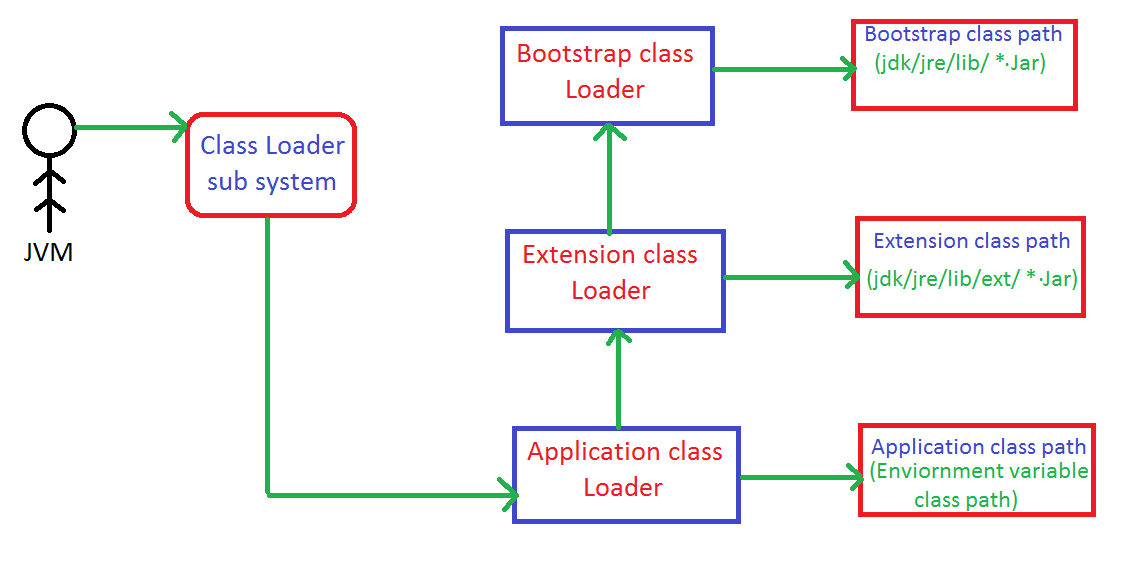 JVM
Class Loader
sub system
Bootstrap class
Loader
Bootstrap class path
(jdk/jre/lib/ *·Jar)
Extension class
Loader
Extension class path
(jdk/jre/lib/ext/ *·Jar)
Application class
Loader
Application class path
(Enviornment variable
class path)